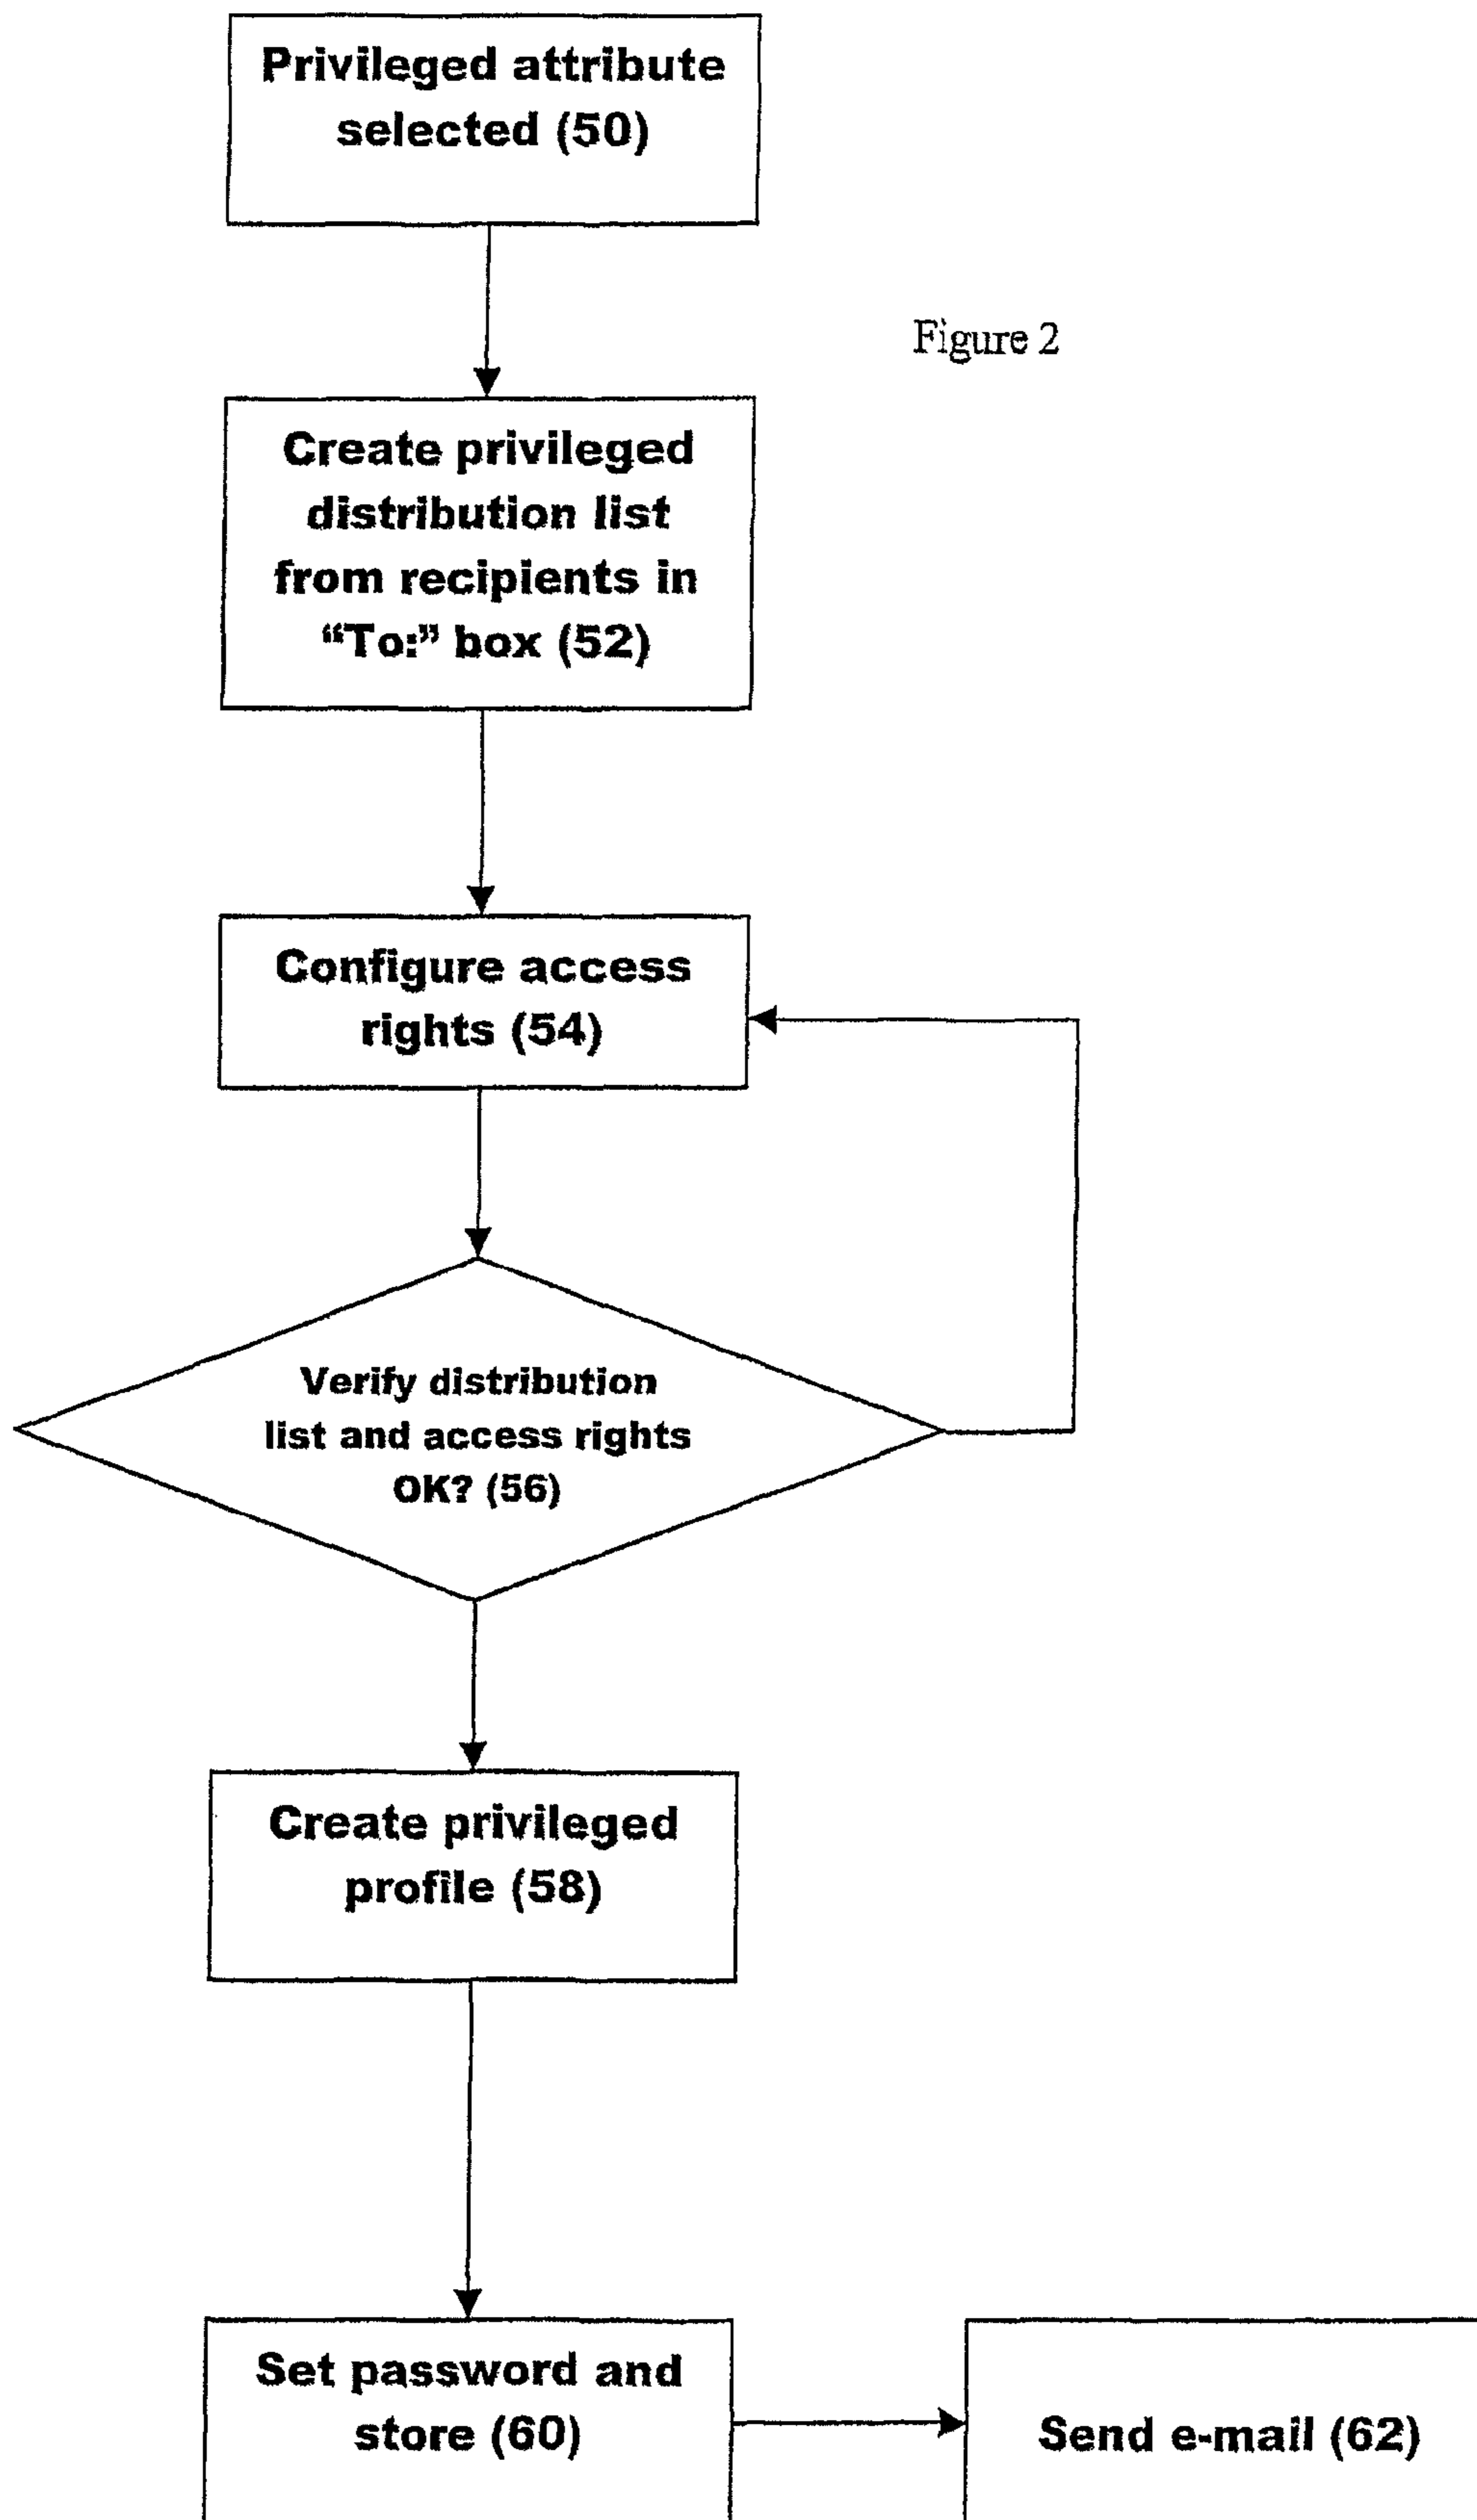 Privileged attribute
selected (50)
Figure 2
Create privileged
distribution list
from recipients in
“To:” box (52)
Configure access
rights (54)
Verify distribution
list and access rights
OK? (56)
Create privileged
profile (58)
Set password and
store (60)
Send e-mail (62)